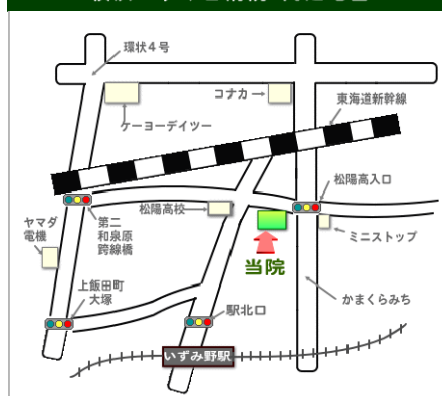 環状4号
コナカ
東海道新幹線
ケーヨーデイツー
松陽高入口
松陽高校
ヤマダ
電機
第二
和泉原
跨線橋
ミニストップ
当院
上飯田町
大塚
かまくらみち
駅北口
いずみ野駅